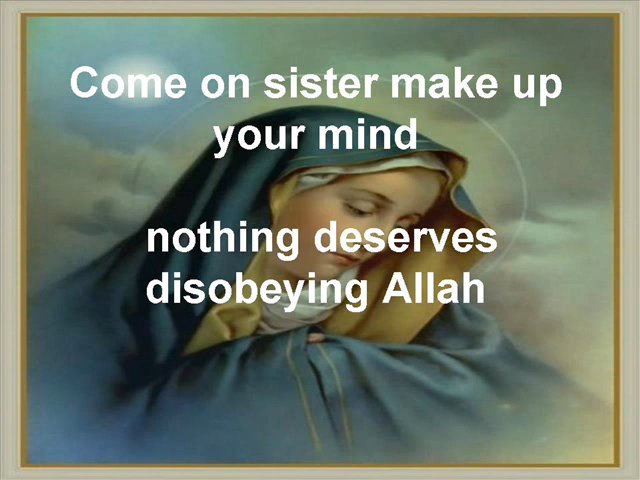 Come on sister make up
your mind
nothing deserves
disobeying Allah